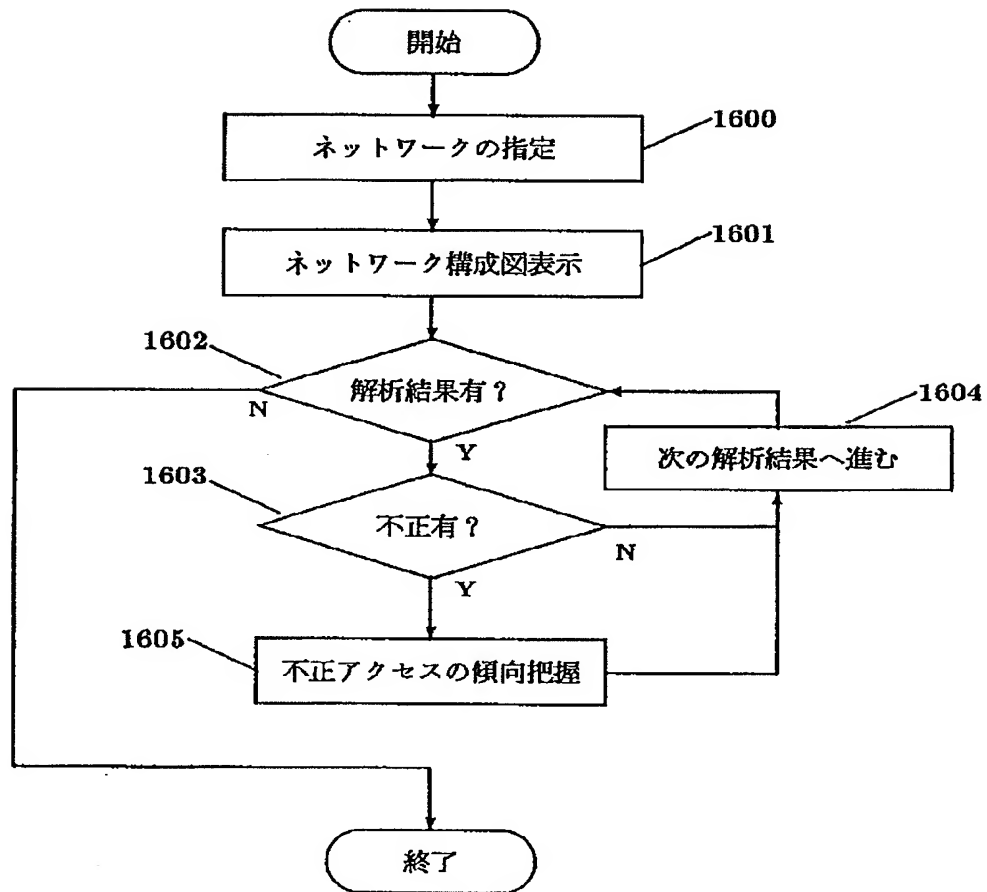 開始
ネットワークの指定
1600
ネットワーク構成図表示
1601
1602
解析結果有?
N
Y
1604
次の解析結果へ進む
1603
不正有?
N
Y
1605
不正アクセスの傾向把握
終了